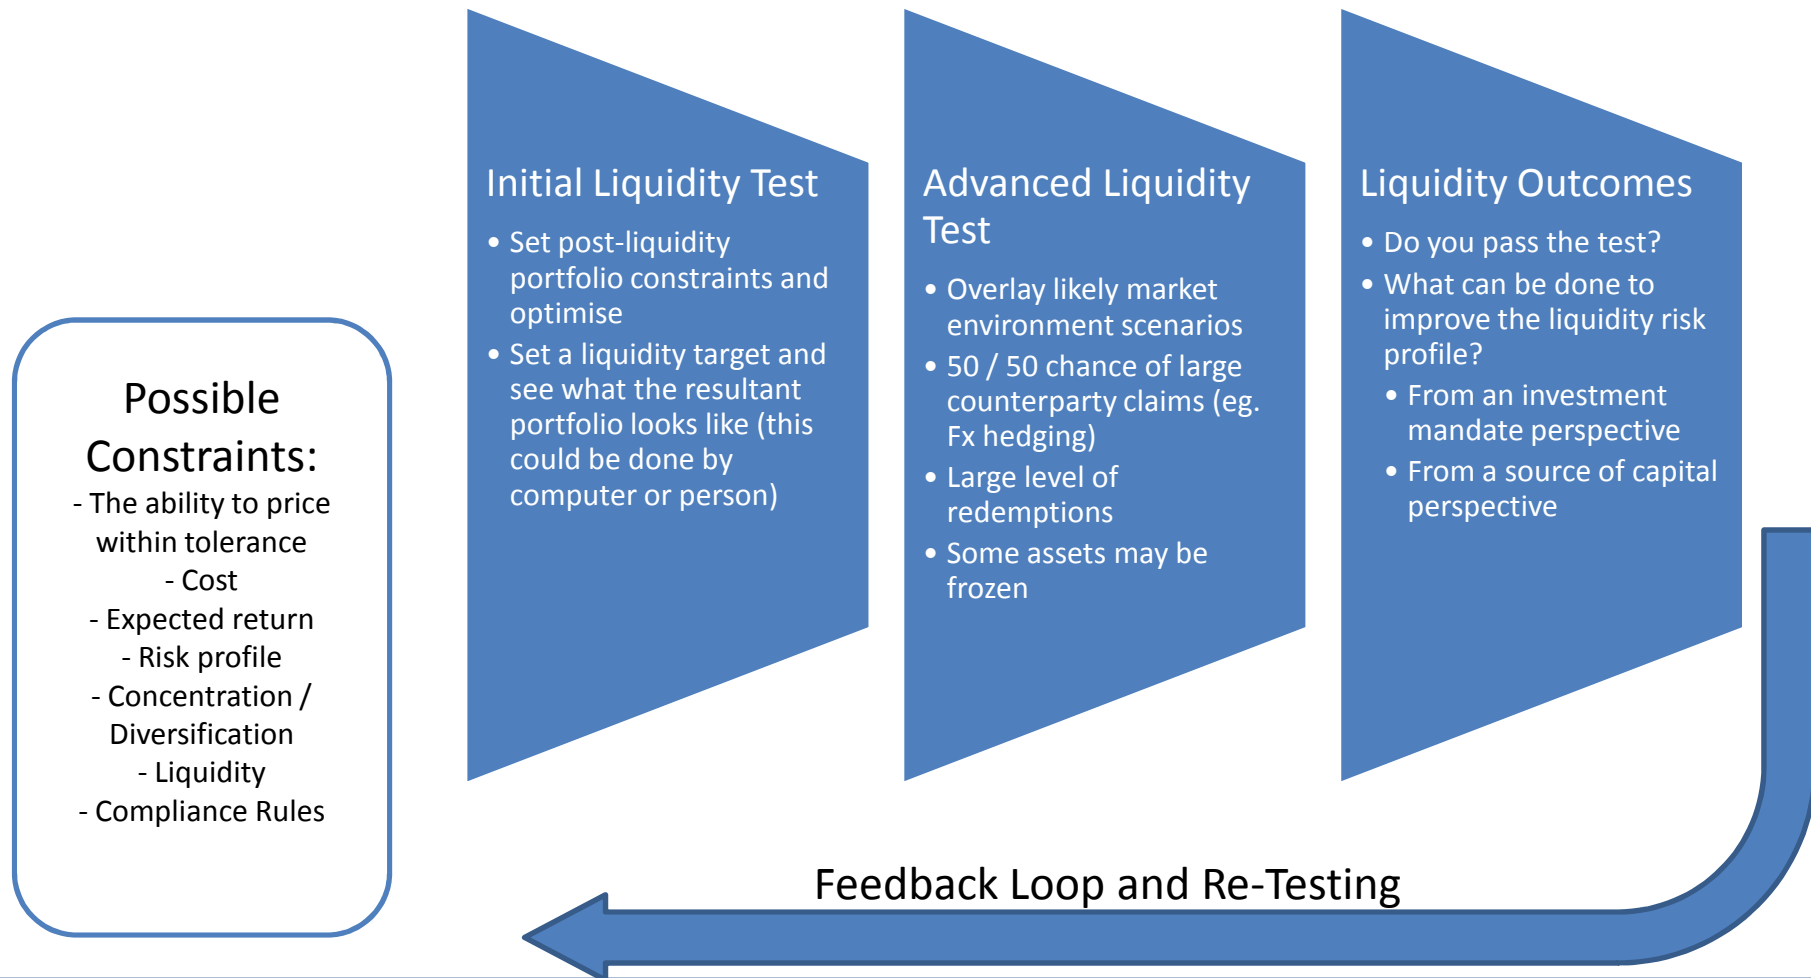 Possible
Constraints:
- The ability to price
within tolerance
- Cost
- Expected return
- Risk profile
- Concentration /
Diversification
- Liquidity
- Compliance Rules
Initial Liquidity Test
• Set post-liquidity
portfolio constraints and
optimise
• Set a liquidity target and
see what the resultant
portfolio looks like (this
could be done by
computer or person)
Advanced Liquidity
Test
• Overlay likely market
environment scenarios
• 50 / 50 chance of large
counterparty claims (eg.
Fx hedging)
• Large level of
redemptions
• Some assets may be
frozen
Liquidity Outcomes
• Do you pass the test?
• What can be done to
improve the liquidity risk
profile?
• From an investment
mandate perspective
• From a source of capital
perspective
Feedback Loop and Re-Testing